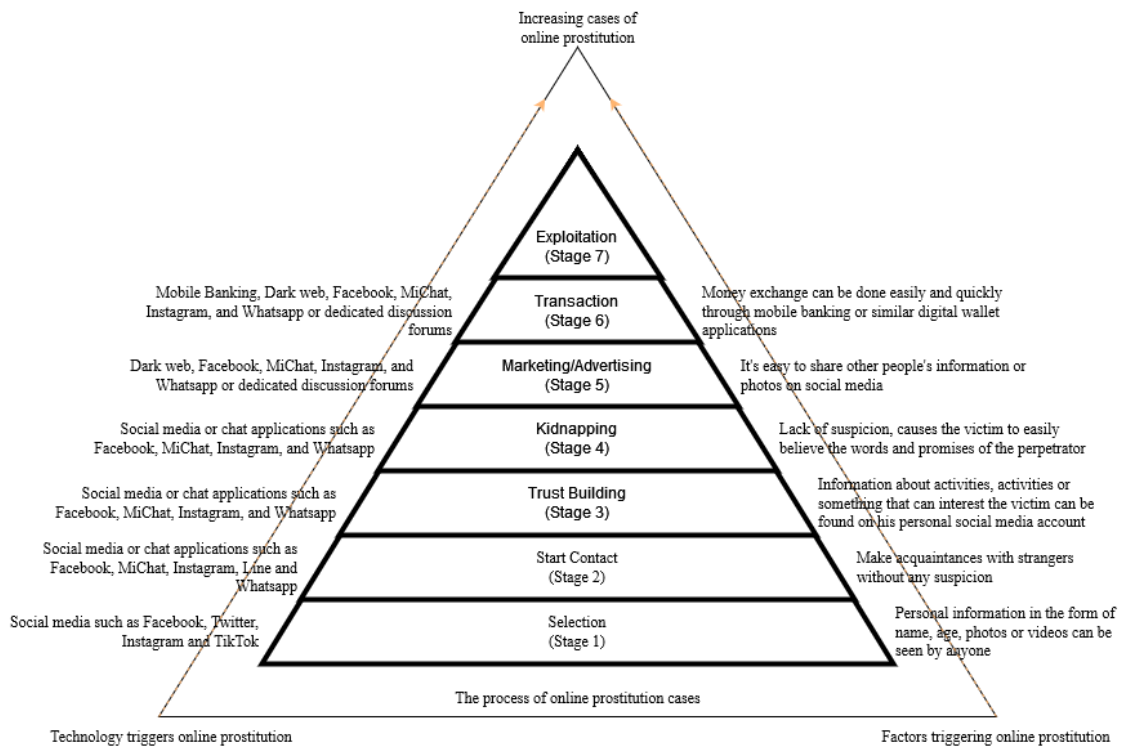 Increasing cases of
online prostitution
Exploitation
(Stage 7)
Mobile Banking, Dark web, Facebook, MiChat,
Instagram, and Whatsapp or dedicated discussion
forums
Transaction
(Stage 6)
Money exchange can be done easily and quickly
through mobile banking or similar digital wallet
applications
Dark web, Facebook, MiChat, Instagram, and
Whatsapp or dedicated discussion forums
Marketing/Advertising
(Stage 5)
It's easy to share other people's information or
photos on social media
Social media or chat applications such as
Facebook, MiChat, Instagram, and Whatsapp
Kidnapping
(Stage 4)
Lack of suspicion, causes the victim to easily
believe the words and promises of the perpetrator
Social media or chat applications such as
Facebook, MiChat, Instagram, and Whatsapp
Trust Building
(Stage 3)
Information about activities, activities or
something that can interest the victim can be
found on his personal social media account
Social media or chat applications such as
Facebook, MiChat, Instagram, Line and
Whatsapp
Start Contact
(Stage 2)
Make acquaintances with strangers
without any suspicion
Social media such as Facebook, Twitter,
Instagram and TikTok
Selection
(Stage 1)
Personal information in the form of
name, age, photos or videos can be
seen by anyone
The process of online prostitution cases
Technology triggers online prostitution
Factors triggering online prostitution